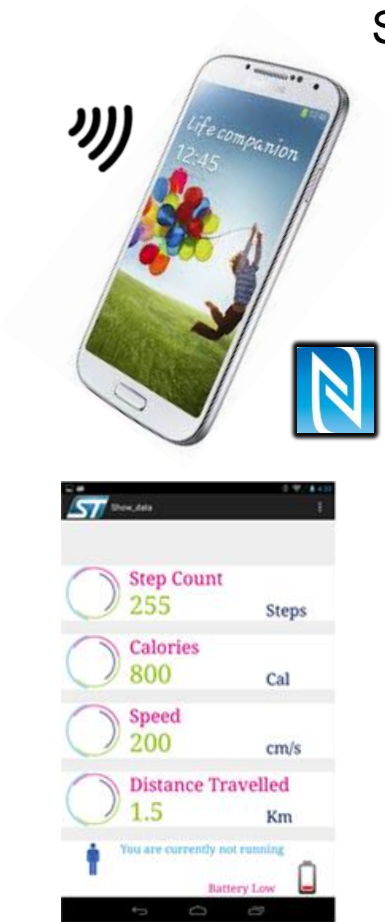 S
Life companion
12:45
ST Show_data
Step Count
255 Steps
Calories
800 Cal
Speed
200 cm/s
Distance Travelled
1.5 Km
You are currently not running
Battery Low